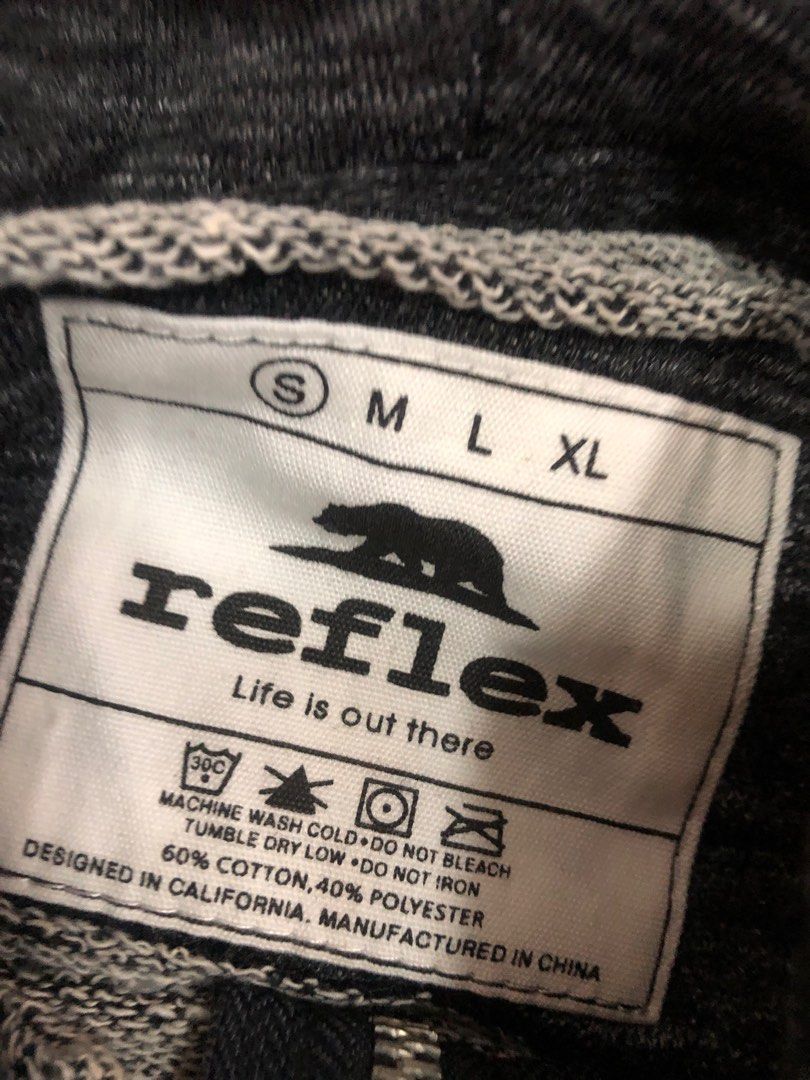 S M L XL
reflex
Life is out there
30C
MACHINE WASH COLD•DO NOT BLEACH
TUMBLE DRY LOW •DO NOT IRON
60% COTTON, 40% POLYESTER
DESIGNED IN CALIFORNIA. MANUFACTURED IN CHINA